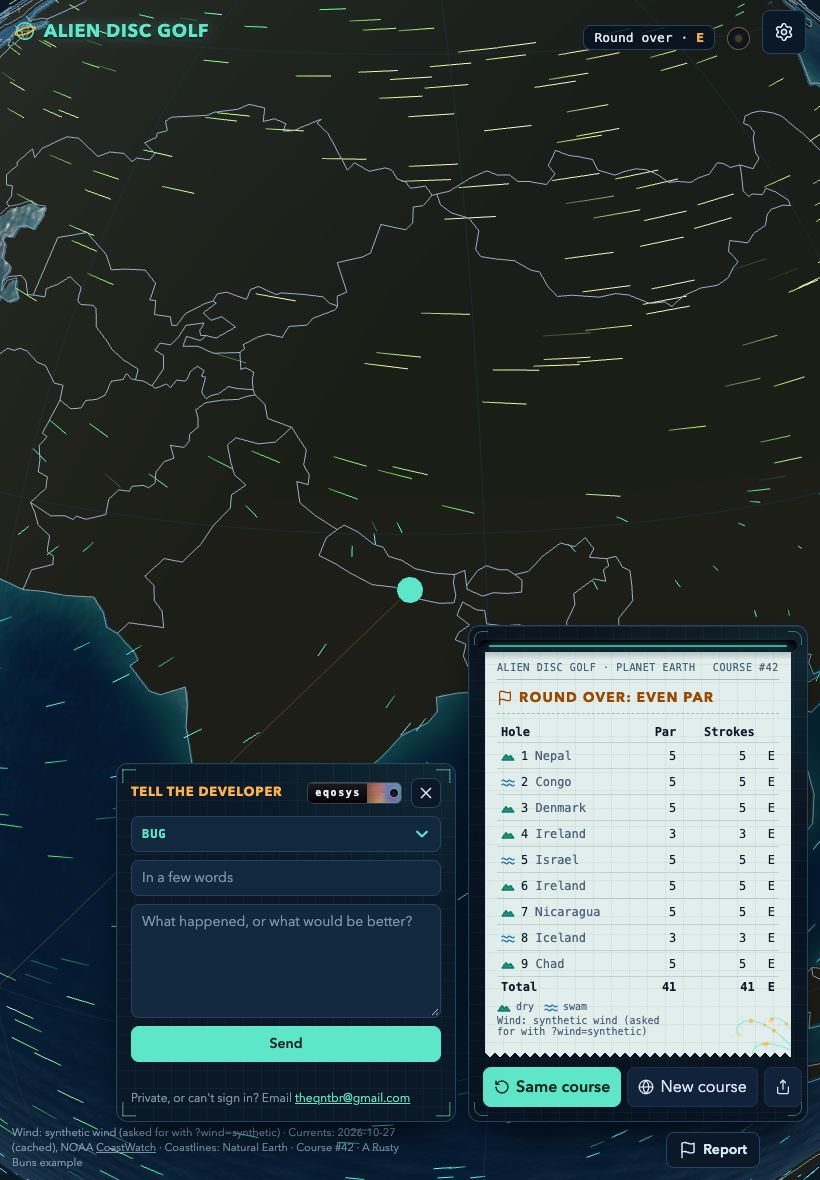 ALIEN DISC GOLF
Round over · E
ALIEN DISC GOLF · PLANET EARTH COURSE #42
ROUND OVER: EVEN PAR
Hole Par Strokes
1 Nepal 5 5 E
2 Congo 5 5 E
3 Denmark 5 5 E
4 Ireland 3 3 E
5 Israel 5 5 E
6 Ireland 5 5 E
7 Nicaragua 5 5 E
8 Iceland 3 3 E
9 Chad 5 5 E
Total 41 41 E
dry swam
Wind: synthetic wind (asked
for with ?wind=synthetic)
Same course
New course
TELL THE DEVELOPER
eqosys
BUG
In a few words
What happened, or what would be better?
Send
Private, or can't sign in? Email theqntbr@gmail.com
Wind: synthetic wind (asked for with ?wind=synthetic) · Currents: 2026-10-27
(cached), NOAA CoastWatch · Coastlines: Natural Earth · Course #42 · A Rusty
Buns example
Report